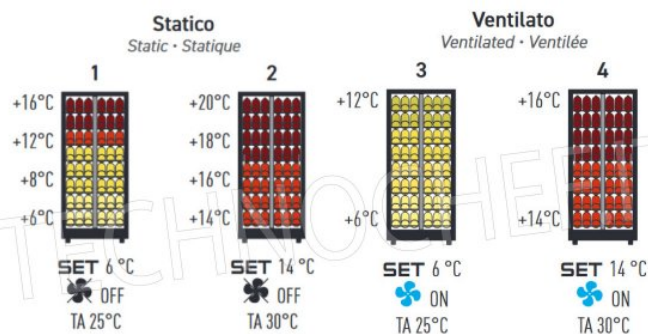 Statico
Static • Statique
Ventilato
Ventilated • Ventilée
1
2
3
4
+16°C
+12°C
+8°C
+6°C
+20°C
+18°C
+16°C
+14°C
+12°C
+6°C
+16°C
+14°C
SET 6 °C
OFF
TA 25°C
SET 14 °C
OFF
TA 30°C
SET 6 °C
ON
TA 25°C
SET 14 °C
ON
TA 30°C